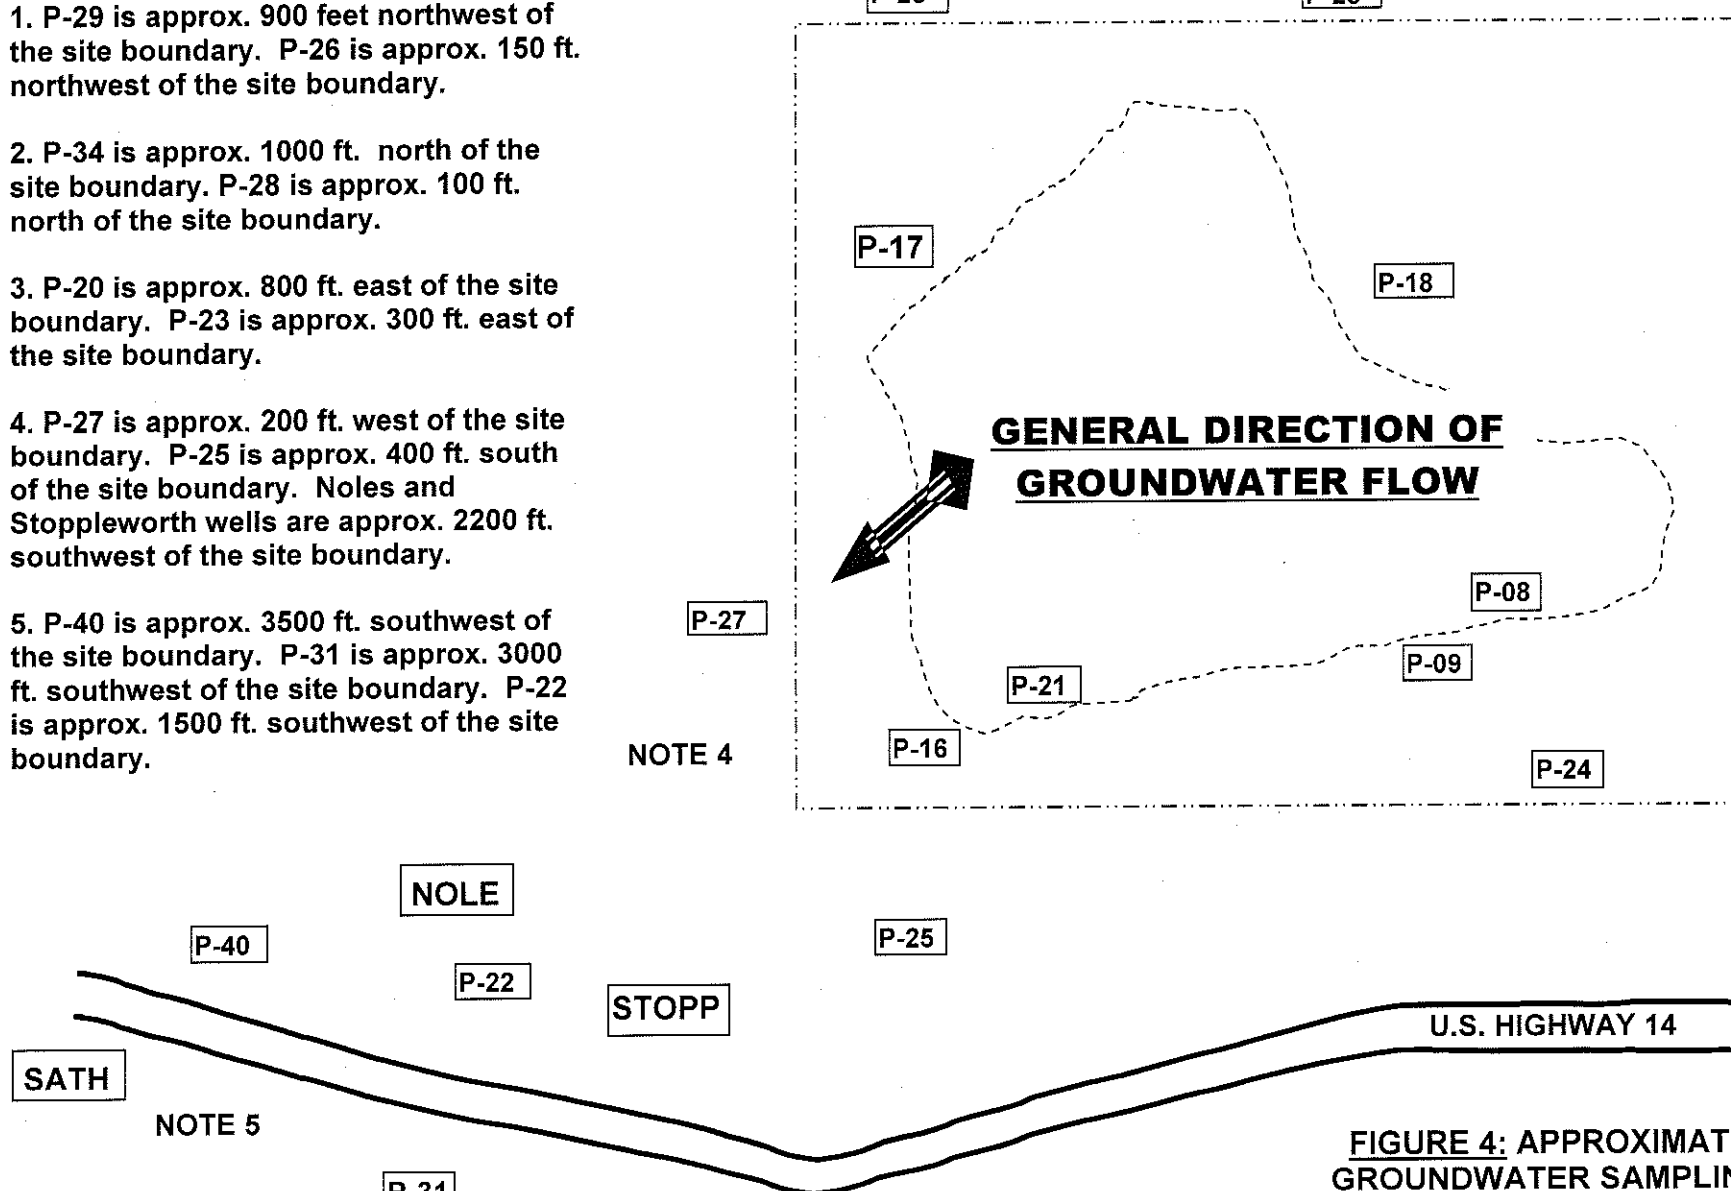 1. P-29 is approx. 900 feet northwest of
the site boundary. P-26 is approx. 150 ft.
northwest of the site boundary.
2. P-34 is approx. 1000 ft. north of the
site boundary. P-28 is approx. 100 ft.
north of the site boundary.
3. P-20 is approx. 800 ft. east of the site
boundary. P-23 is approx. 300 ft. east of
the site boundary.
4. P-27 is approx. 200 ft. west of the site
boundary. P-25 is approx. 400 ft. south
of the site boundary. Noles and
Stoppleworth wells are approx. 2200 ft.
southwest of the site boundary.
5. P-40 is approx. 3500 ft. southwest of
the site boundary. P-31 is approx. 3000
ft. southwest of the site boundary. P-22
is approx. 1500 ft. southwest of the site
boundary.
P-17
P-18
GENERAL DIRECTION OF
GROUNDWATER FLOW
P-27
P-08
P-09
P-21
P-16
NOTE 4
P-24
NOLE
P-40
P-25
P-22
STOPP
U.S. HIGHWAY 14
SATH
NOTE 5
P-31
FIGURE 4: APPROXIMAT
GROUNDWATER SAMPLIN